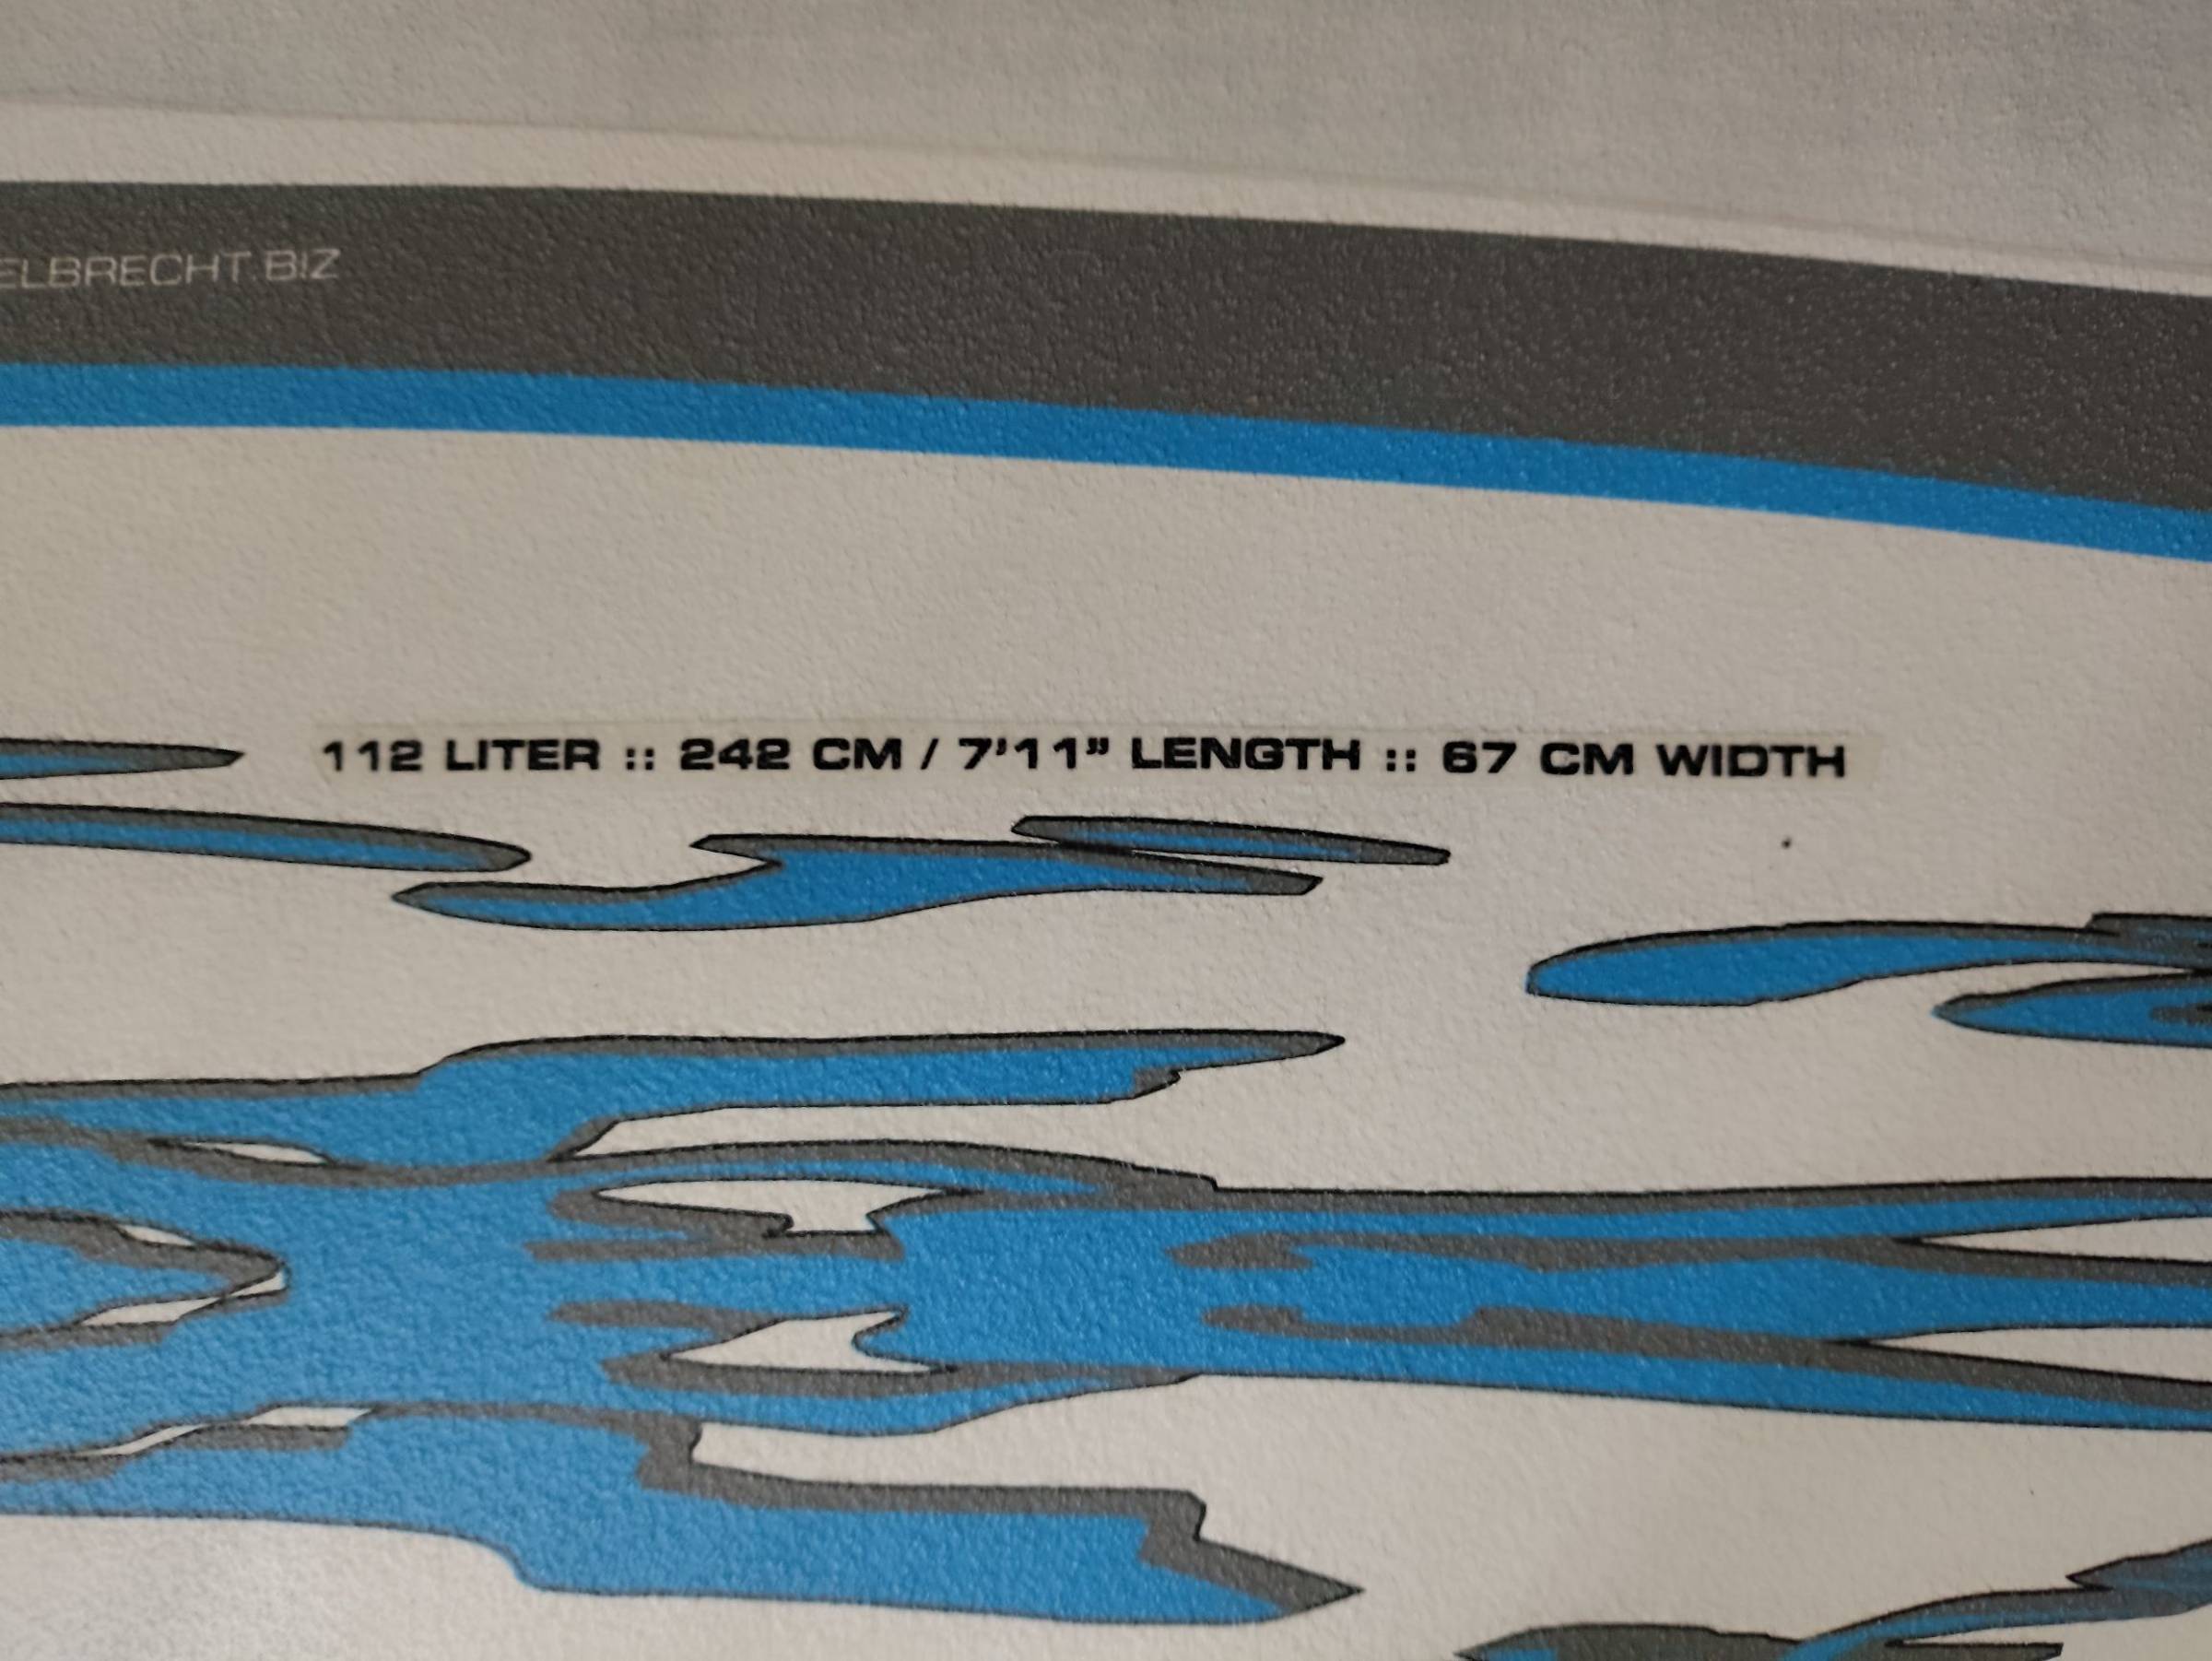 ELBRECHT.BIZ
112 LITER :: 242 CM / 7'11" LENGTH :: 67 CM WIDTH